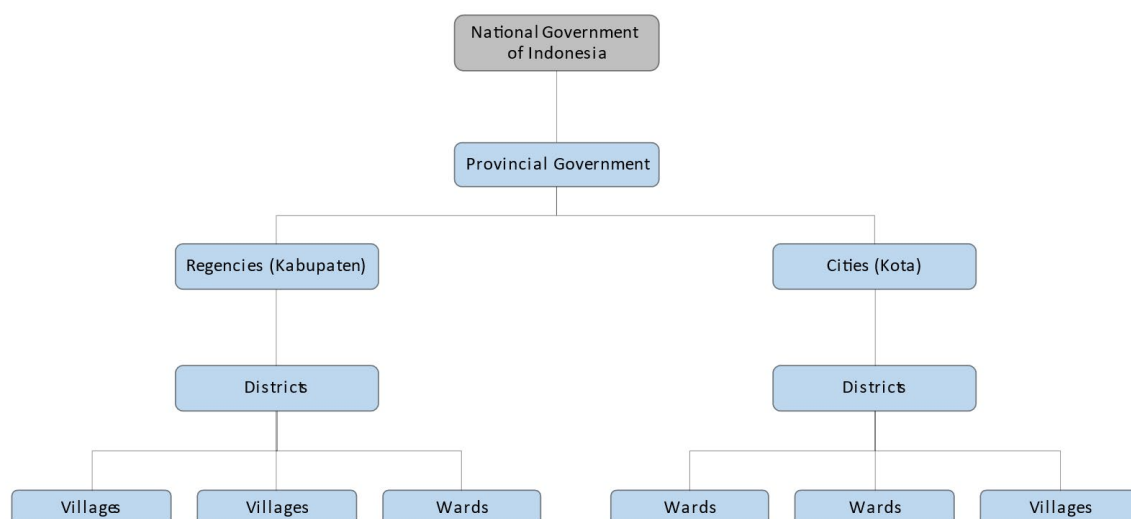 National Government
of Indonesia
Provincial Government
Regencies (Kabupaten)
Cities (Kota)
Districts
Districts
Villages
Villages
Wards
Wards
Wards
Villages